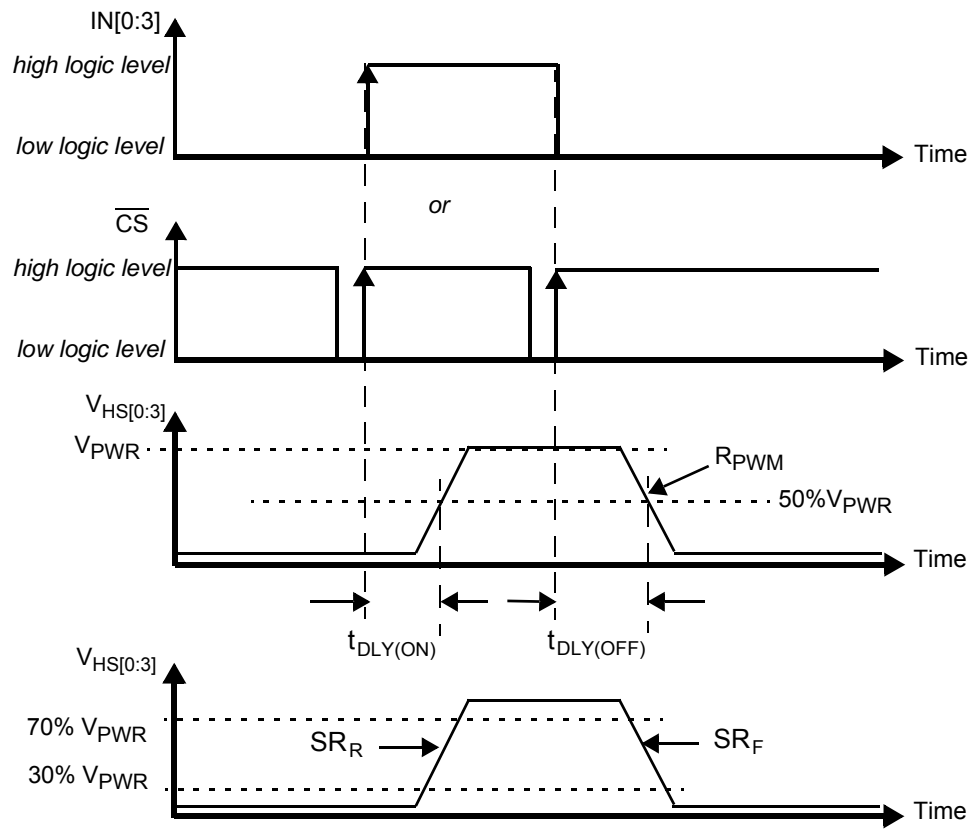 IN[0:3]
high logic level
low logic level
Time
or
CS
high logic level
low logic level
Time
VHS[0:3]
VPWR
RPWM
50%VPWR
Time
tDLY(ON)
tDLY(OFF)
VHS[0:3]
70% VPWR
SRR
SRF
30% VPWR
Time